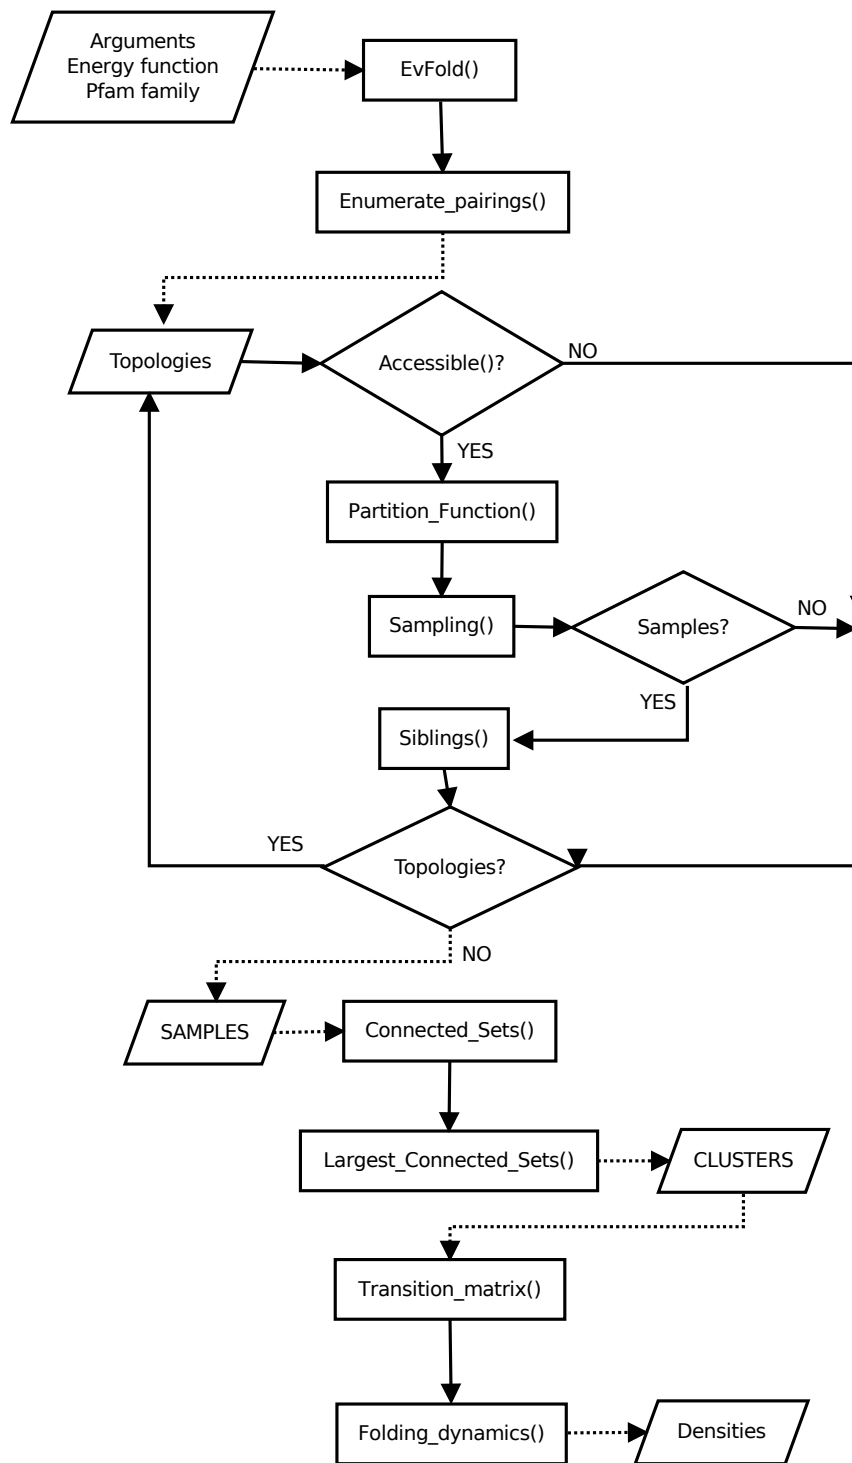 Arguments
Energy function
Pfam family
EvFold()
Enumerate_pairings()
Topologies
Accessible()?
NO
YES
Partition_Function()
Sampling()
Samples?
NO
YES
Siblings()
YES
Topologies?
NO
SAMPLES
Connected_Sets()
Largest_Connected_Sets()
CLUSTERS
Transition_matrix()
Folding_dynamics()
Densities